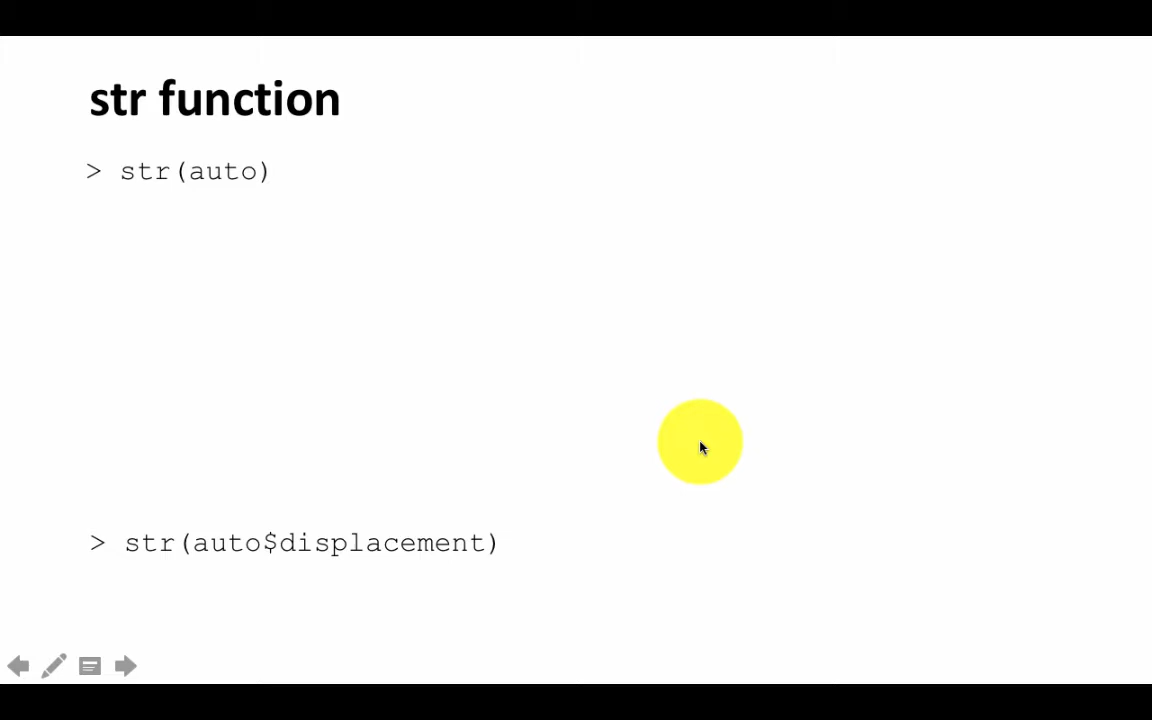 str function
> str(auto)
> str(auto$displacement)